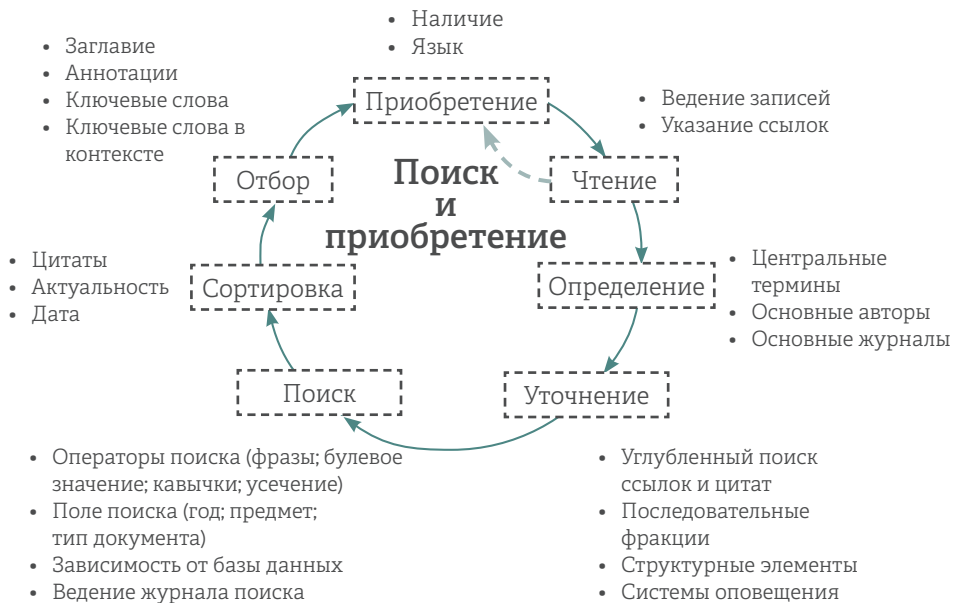 • Наличие
• Язык
• Заглавие
• Аннотации
• Ключевые слова
• Ключевые слова в
контексте
Приобретение
• Ведение записей
• Указание ссылок
Отбор
Поиск
и
приобретение
Чтение
• Цитаты
• Актуальность
• Дата
Сортировка
Определение
• Центральные
термины
• Основные авторы
• Основные журналы
Поиск
Уточнение
• Операторы поиска (фразы; булевое
значение; кавычки; усечение)
• Поле поиска (год; предмет;
тип документа)
• Зависимость от базы данных
• Ведение журнала поиска
• Углубленный поиск
ссылок и цитат
• Последовательные
фракции
• Структурные элементы
• Системы оповещения